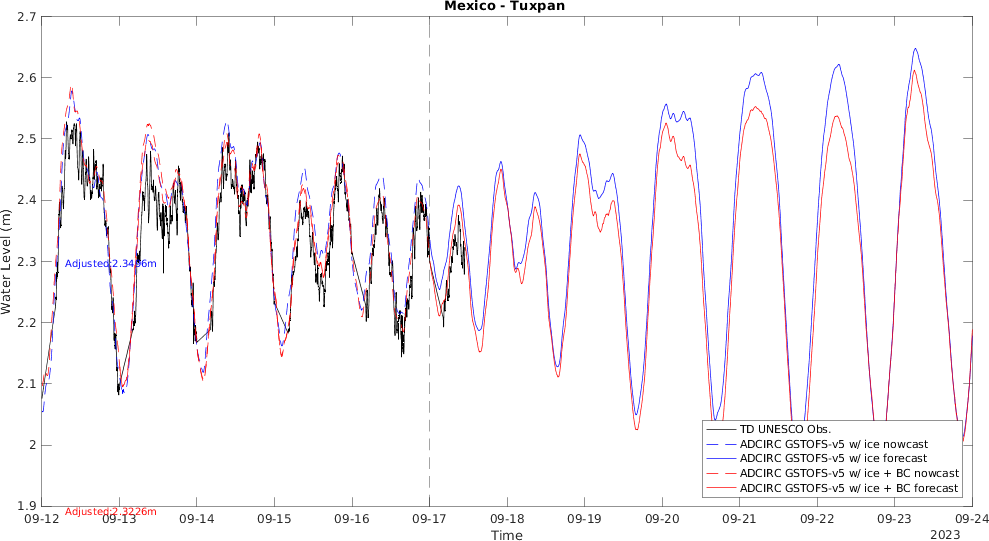 Mexico - Tuxpan
2.7
2.6
2.5
2.4
2.3
2.2
2.1
2
1.9
Water Level (m)
Adjusted:2.3496m
Adjusted:2.3226m
TD UNESCO Obs.
ADCIRC GSTOFS-v5 w/ ice nowcast
ADCIRC GSTOFS-v5 w/ ice forecast
ADCIRC GSTOFS-v5 w/ ice + BC nowcast
ADCIRC GSTOFS-v5 w/ ice + BC forecast
09-12 09-13 09-14 09-15 09-16 09-17 09-18 09-19 09-20 09-21 09-22 09-23 09-24
Time
2023